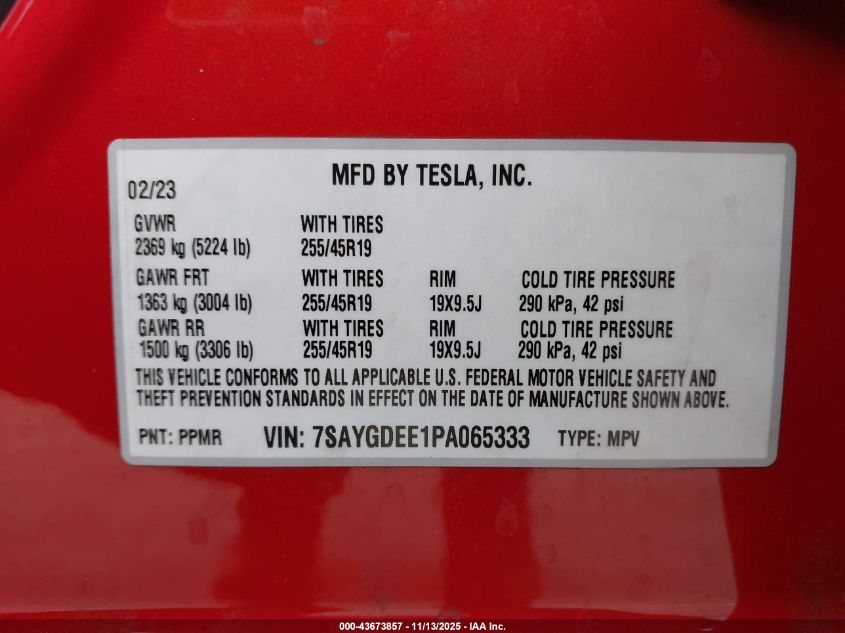 MFD BY TESLA, INC.
02/23
GVWR WITH TIRES
2369 kg (5224 lb) 255/45R19
GAWR FRT WITH TIRES RIM COLD TIRE PRESSURE
1363 kg (3004 lb) 255/45R19 19X9.5J 290 kPa, 42 psi
GAWR RR WITH TIRES RIM COLD TIRE PRESSURE
1500 kg (3306 lb) 255/45R19 19X9.5J 290 kPa, 42 psi
THIS VEHICLE CONFORMS TO ALL APPLICABLE U.S. FEDERAL MOTOR VEHICLE SAFETY AND
THEFT PREVENTION STANDARDS IN EFFECT ON THE DATE OF MANUFACTURE SHOWN ABOVE.
PNT: PPMR VIN: 7SAYGDEE1PA065333 TYPE: MPV
000-43673857 - 11/13/2025 - IAA Inc.